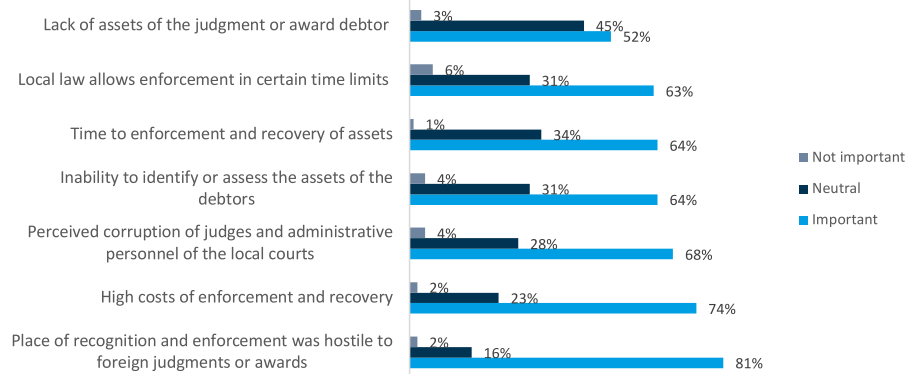 Lack of assets of the judgment or award debtor
3%
45%
52%
Local law allows enforcement in certain time limits
6%
31%
63%
Time to enforcement and recovery of assets
1%
34%
64%
Inability to identify or assess the assets of the
debtors
4%
31%
64%
Perceived corruption of judges and administrative
personnel of the local courts
4%
28%
68%
High costs of enforcement and recovery
2%
23%
74%
Place of recognition and enforcement was hostile to
foreign judgments or awards
2%
16%
81%
Not important
Neutral
Important